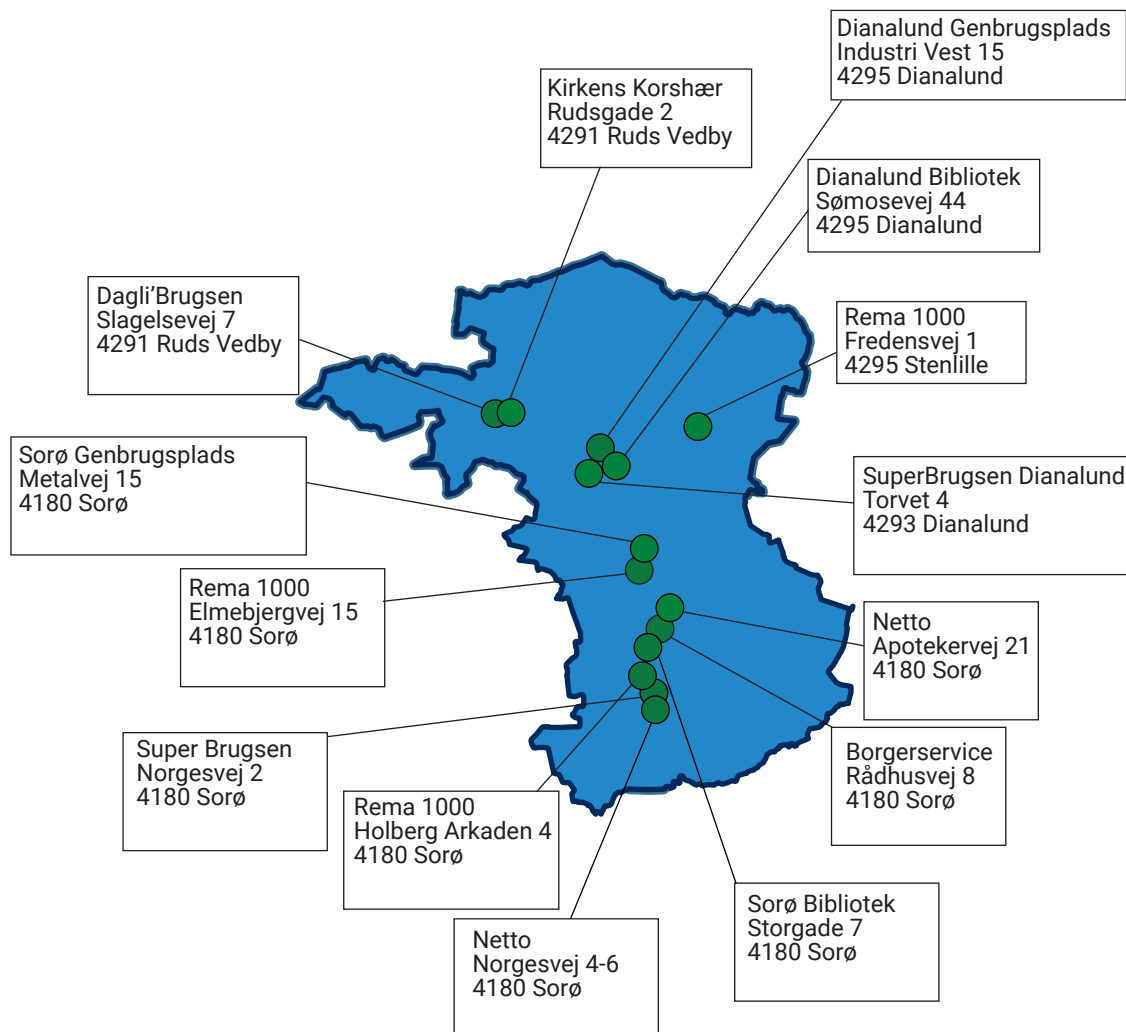 Dianalund Genbrugsplads
Industri Vest 15
4295 Dianalund
Kirkens Korshær
Rudsgade 2
4291 Ruds Vedby
Dianalund Bibliotek
Sømosevej 44
4295 Dianalund
Dagli’Brugsen
Slagelsevej 7
4291 Ruds Vedby
Rema 1000
Fredensvej 1
4295 Stenlille
Sorø Genbrugsplads
Metalvej 15
4180 Sorø
SuperBrugsen Dianalund
Torvet 4
4293 Dianalund
Rema 1000
Elmebjergvej 15
4180 Sorø
Netto
Apotekervej 21
4180 Sorø
Super Brugsen
Norgesvej 2
4180 Sorø
Borgerservice
Rådhusvej 8
4180 Sorø
Rema 1000
Holberg Arkaden 4
4180 Sorø
Sorø Bibliotek
Storgade 7
4180 Sorø
Netto
Norgesvej 4-6
4180 Sorø